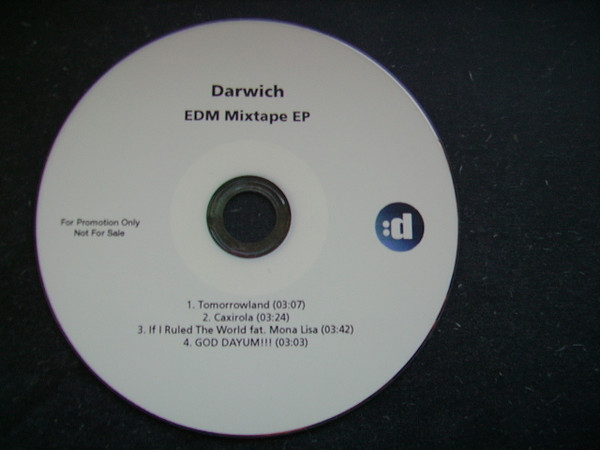 Darwich
EDM Mixtape EP
For Promotion Only
Not For Sale
:d
1. Tomorrowland (03:07)
2. Caxirola (03:24)
3. If I Ruled The World fat. Mona Lisa (03:42)
4. GOD DAYUM!!! (03:03)